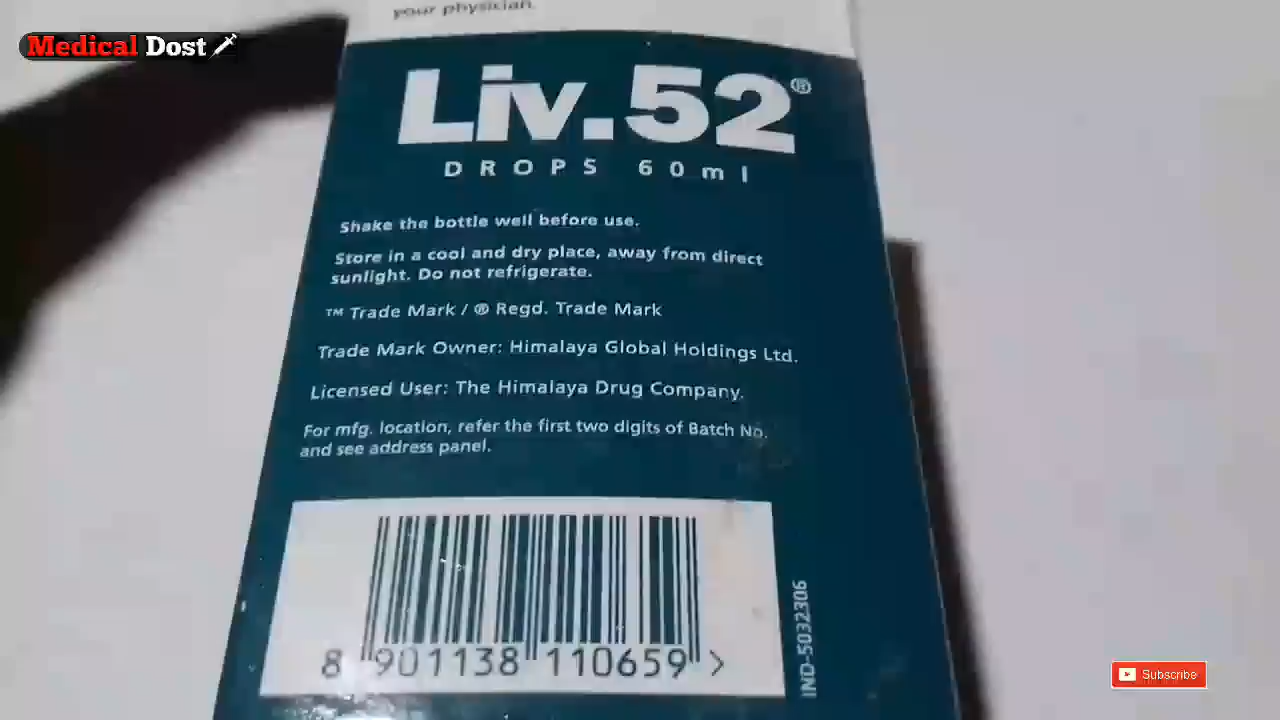 your physician.
Medical Dost
Liv.52®
DROPS 60ml
Shake the bottle well before use.
Store in a cool and dry place, away from direct
sunlight. Do not refrigerate.
™ Trade Mark / ® Regd. Trade Mark
Trade Mark Owner: Himalaya Global Holdings Ltd.
Licensed User: The Himalaya Drug Company.
For mfg. location, refer the first two digits of Batch No.
and see address panel.
8 901138 110659 >
IND-5032306
Subscribe